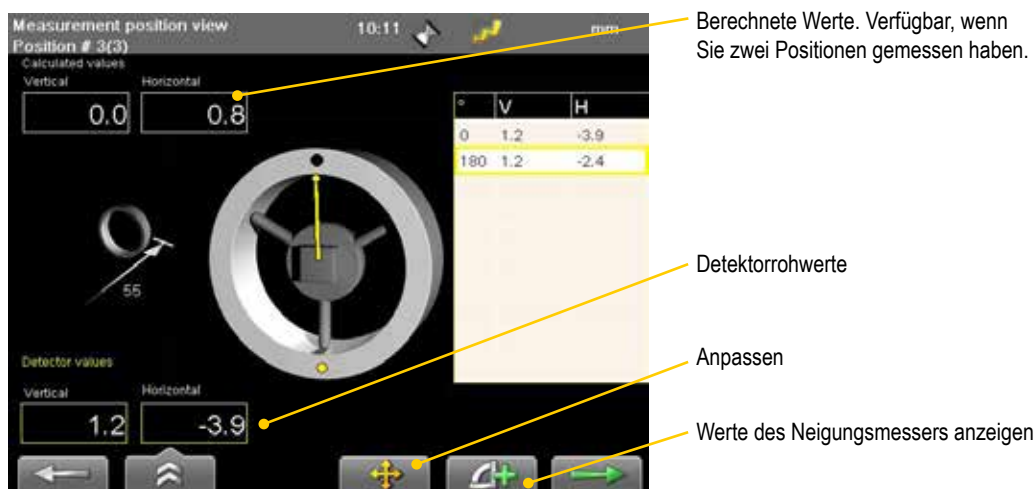 Measurement position view 10:11 mm
Position # 3(3)
Calculated values
Vertical Horizontal
0.0 0.8
° V H
0 1.2 -3.9
180 1.2 -2.4
55
Detector values
Vertical Horizontal
1.2 -3.9
Berechnete Werte. Verfügbar, wenn
Sie zwei Positionen gemessen haben.
Detektorrohwerte
Anpassen
Werte des Neigungsmessers anzeigen